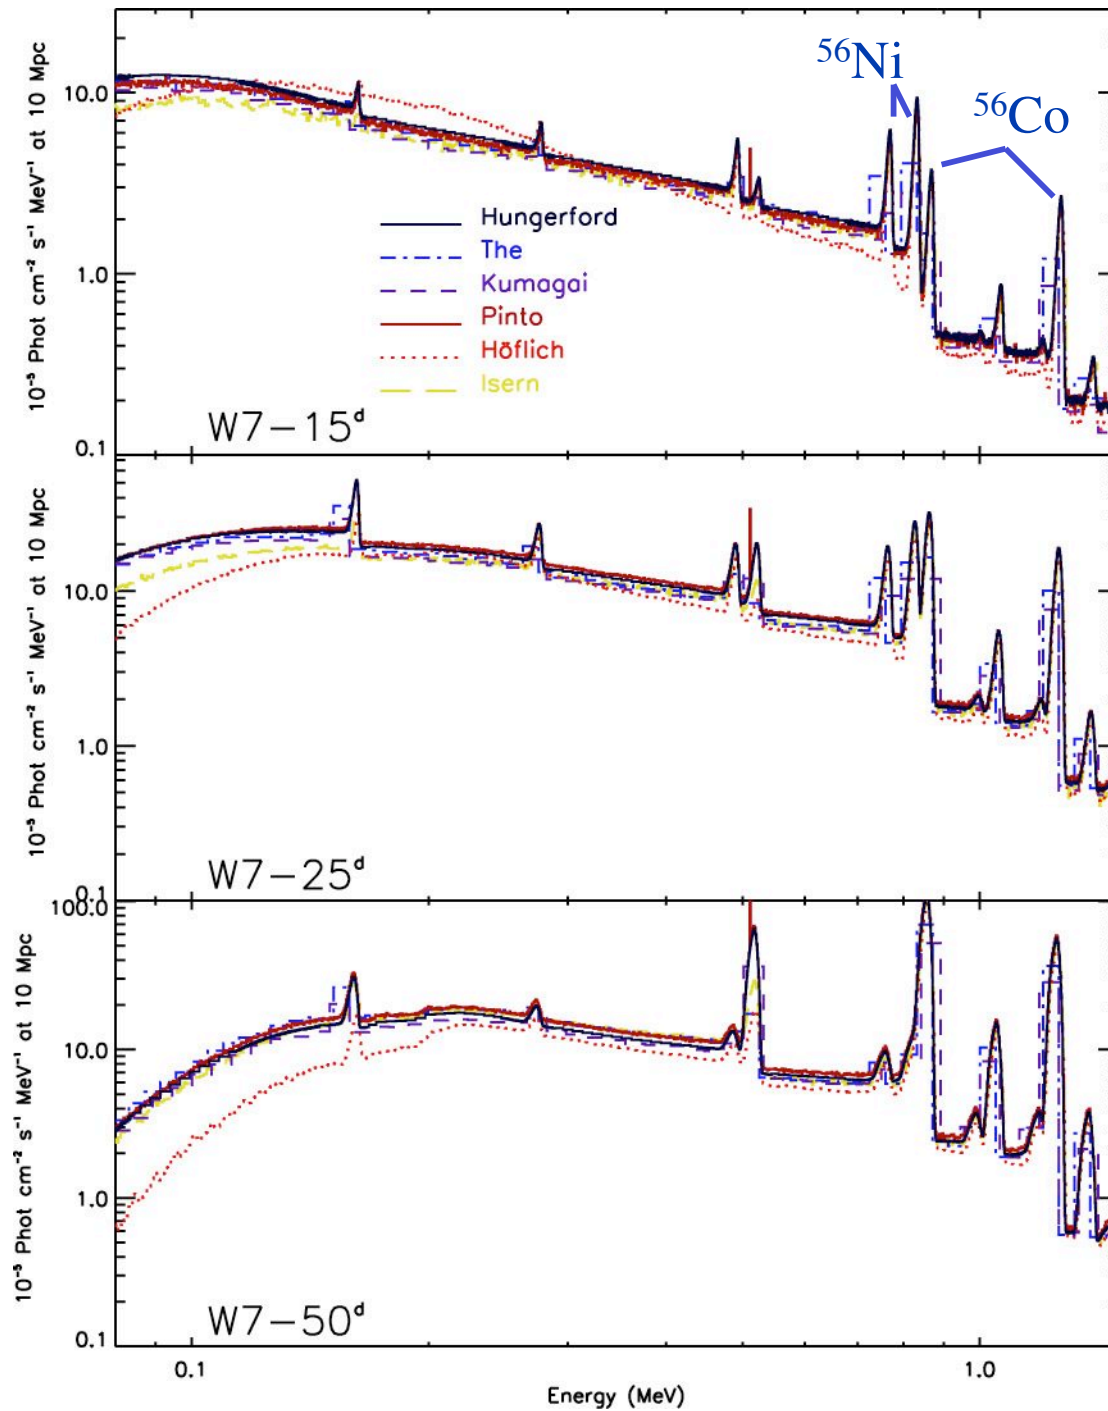 10⁻⁵ Phot cm⁻² s⁻¹ MeV⁻¹ at 10 Mpc
10.0
1.0
0.1
⁵⁶Ni
⁵⁶Co
Hungerford
The
Kumagai
Pinto
Höflich
Isern
W7-15ᵈ
10⁻⁵ Phot cm⁻² s⁻¹ MeV⁻¹ at 10 Mpc
10.0
1.0
0.1
W7-25ᵈ
10⁻⁵ Phot cm⁻² s⁻¹ MeV⁻¹ at 10 Mpc
100.0
10.0
1.0
0.1
W7-50ᵈ
0.1 1.0
Energy (MeV)